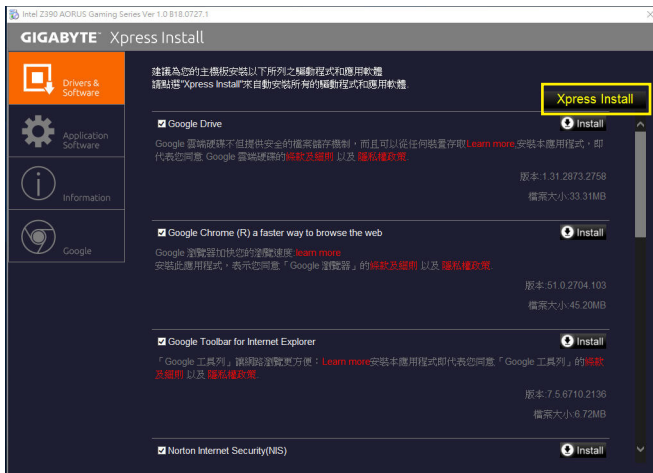 Intel Z390 AORUS Gaming Series Ver 1.0 B18.0727.1
GIGABYTE™ Xpress Install
Drivers &
Software
Application
Software
Information
Google
建議為您的主機板安裝以下所列之驅動程式和應用軟體
請點選"Xpress Install"來自動安裝所有的驅動程式和應用軟體.
Xpress Install
Google Drive
Install
Google 雲端硬碟不但提供安全的檔案儲存機制，而且可以從任何裝置存取Learn more,安裝本應用程式，即
代表您同意 Google 雲端硬碟的條款及細則 以及 隱私權政策.
版本:1.31.2873.2758
檔案大小:33.31MB
Google Chrome (R) a faster way to browse the web
Install
Google 瀏覽器加快您的瀏覽速度:learn more
安裝此應用程式，表示您同意「Google 瀏覽器」的條款及細則 以及 隱私權政策.
版本:51.0.2704.103
檔案大小:45.20MB
Google Toolbar for Internet Explorer
Install
「Google 工具列」讓網路瀏覽更方便：Learn more安裝本應用程式即代表您同意「Google 工具列」的條款
及細則 以及 隱私權政策.
版本:7.5.6710.2136
檔案大小:6.72MB
Norton Internet Security(NIS)
Install